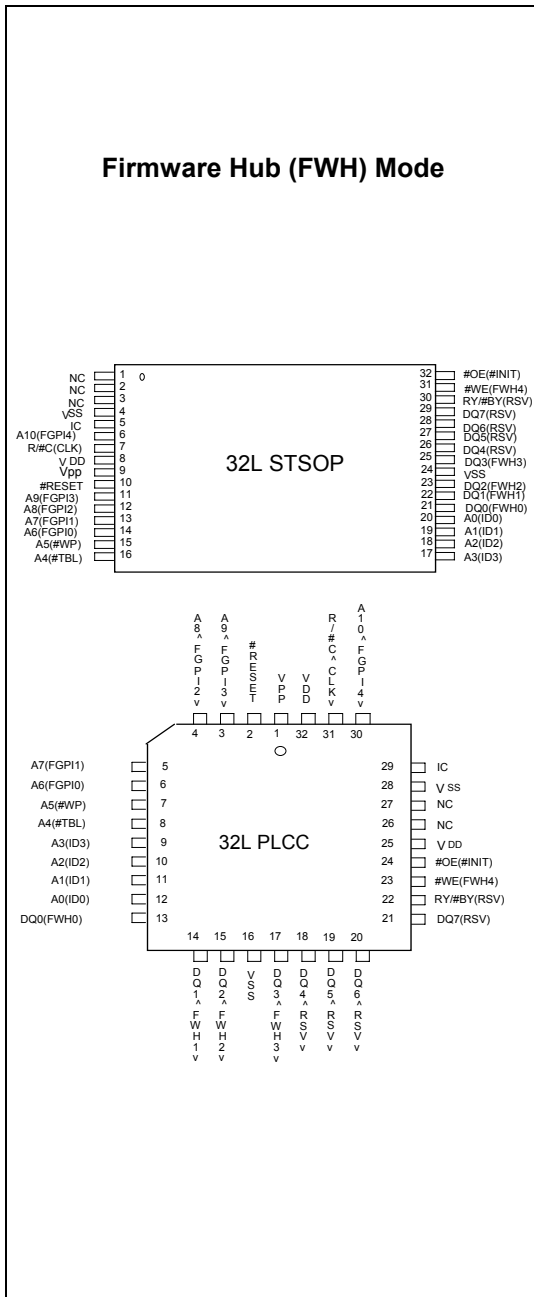 Firmware Hub (FWH) Mode
NC 1 32 #OE(#INIT)
NC 2 31 #WE(FWH4)
NC 3 30 RY/#BY(RSV)
VSS 4 29 DQ7(RSV)
IC 5 28 DQ6(RSV)
A10(FGPI4) 6 27 DQ5(RSV)
R/#C(CLK) 7 26 DQ4(RSV)
VDD 8 25 DQ3(FWH3)
Vpp 9 24 VSS
#RESET 10 23 DQ2(FWH2)
A9(FGPI3) 11 22 DQ1(FWH1)
A8(FGPI2) 12 21 DQ0(FWH0)
A7(FGPI1) 13 20 A0(ID0)
A6(FGPI0) 14 19 A1(ID1)
A5(#WP) 15 18 A2(ID2)
A4(#TBL) 16 17 A3(ID3)
32L STSOP
A8^FGPI2v
A9^FGPI3v
#RESET
VPP
VDD
R/#C^CLKv
A10^FGPI4v
4 3 2 1 32 31 30
A7(FGPI1) 5 29 IC
A6(FGPI0) 6 28 VSS
A5(#WP) 7 27 NC
A4(#TBL) 8 26 NC
A3(ID3) 9 25 VDD
A2(ID2) 10 24 #OE(#INIT)
A1(ID1) 11 23 #WE(FWH4)
A0(ID0) 12 22 RY/#BY(RSV)
DQ0(FWH0) 13 21 DQ7(RSV)
32L PLCC
14 15 16 17 18 19 20
DQ1^FWH1v
DQ2^FWH2v
VSS
DQ3^FWH3v
DQ4^RSVv
DQ5^RSVv
DQ6^RSVv